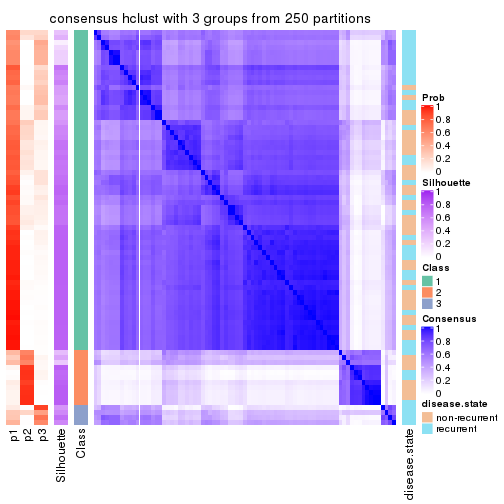 consensus hclust with 3 groups from 250 partitions
Prob
1
0.8
0.6
0.4
0.2
0
Silhouette
1
0.8
0.6
0.4
0.2
0
Class
1
2
3
Consensus
1
0.8
0.6
0.4
0.2
0
disease.state
non-recurrent
recurrent
p1
p2
p3
Silhouette
Class
disease.state